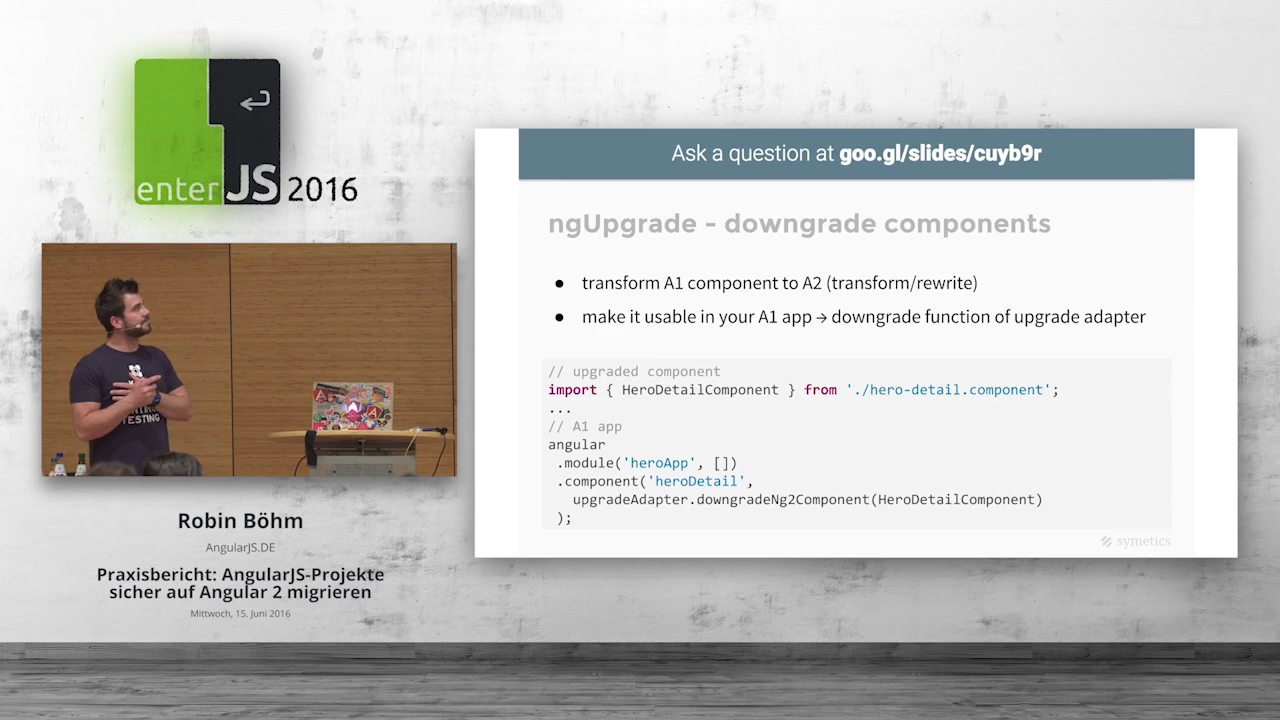 enterJS 2016
Robin Böhm
AngularJS.DE
Praxisbericht: AngularJS-Projekte
sicher auf Angular 2 migrieren
Mittwoch, 15. Juni 2016
TESTING
Ask a question at goo.gl/slides/cuyb9r
ngUpgrade - downgrade components
● transform A1 component to A2 (transform/rewrite)
● make it usable in your A1 app → downgrade function of upgrade adapter
// upgraded component
import { HeroDetailComponent } from './hero-detail.component';
...
// A1 app
angular
.module('heroApp', [])
.component('heroDetail',
upgradeAdapter.downgradeNg2Component(HeroDetailComponent)
);
symetics